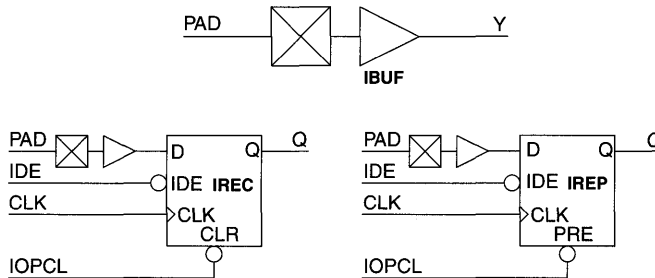 PAD Y
IBUF
PAD D Q Q
IDE IDE IREC
CLK CLK
CLR
IOPCL
PAD D Q
IDE IDE IREP
CLK CLK
PRE
IOPCL